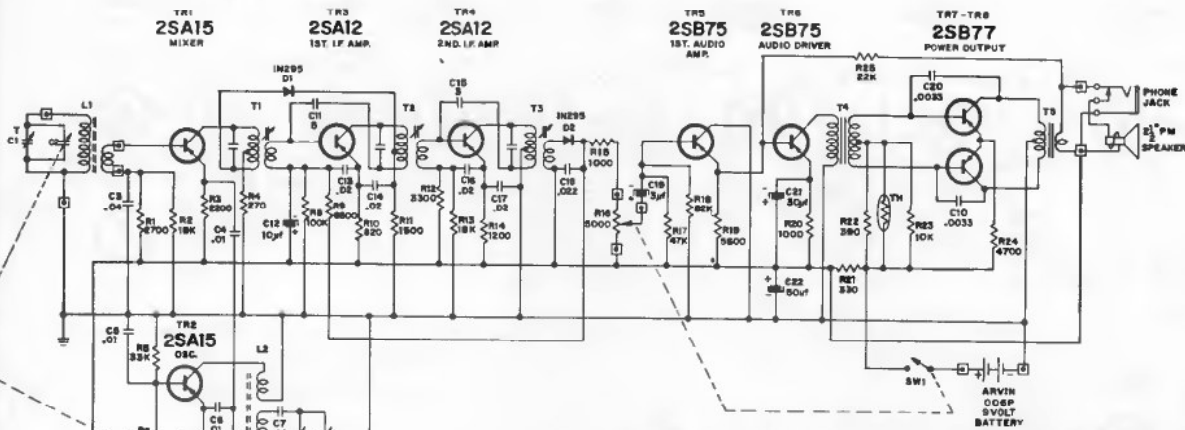 TR1
2SA15
MIXER
TR3
2SA12
1ST. I.F. AMP.
TR4
2SA12
2ND. I.F. AMP.
TR5
2SB75
1ST. AUDIO
AMP.
TR6
2SB75
AUDIO DRIVER
TR7-TR8
2SB77
POWER OUTPUT
R25
22K
C20
.0033
PHONE
JACK
1N295
D1
C11
T1
C15
3
T2
T3
1N295
D2
R15
1000
L1
C1
T4
T5
2½"PM
SPEAKER
C3
.04
R1
2700
R2
18K
R3
2200
C4
.01
R4
270
C12
10µf
R8
100K
C13
.02
R9
6800
C14
.02
R10
820
R11
1500
R12
3300
C16
.02
R13
18K
C17
.02
R14
1200
C18
.022
R16
5000
C19
3µf
R17
47K
R18
82K
R19
5600
C21
30µf
R20
1000
C22
50µf
R22
390
TH
R23
10K
C10
.0033
R24
4700
R21
330
C5
.01
R5
33K
TR2
2SA15
OSC.
L2
C6
.01
C7
SW1
ARVIN
006P
9VOLT
BATTERY